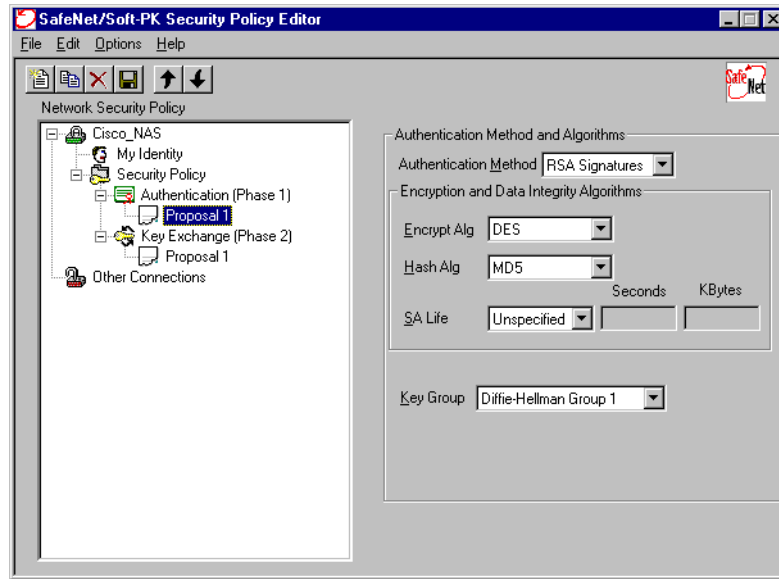 SafeNet/Soft-PK Security Policy Editor
File Edit Options Help
Safe Net
Network Security Policy
Cisco_NAS
My Identity
Security Policy
Authentication (Phase 1)
Proposal 1
Key Exchange (Phase 2)
Proposal 1
Other Connections
Authentication Method and Algorithms
Authentication Method RSA Signatures
Encryption and Data Integrity Algorithms
Encrypt Alg DES
Hash Alg MD5
Seconds KBytes
SA Life Unspecified
Key Group Diffie-Hellman Group 1